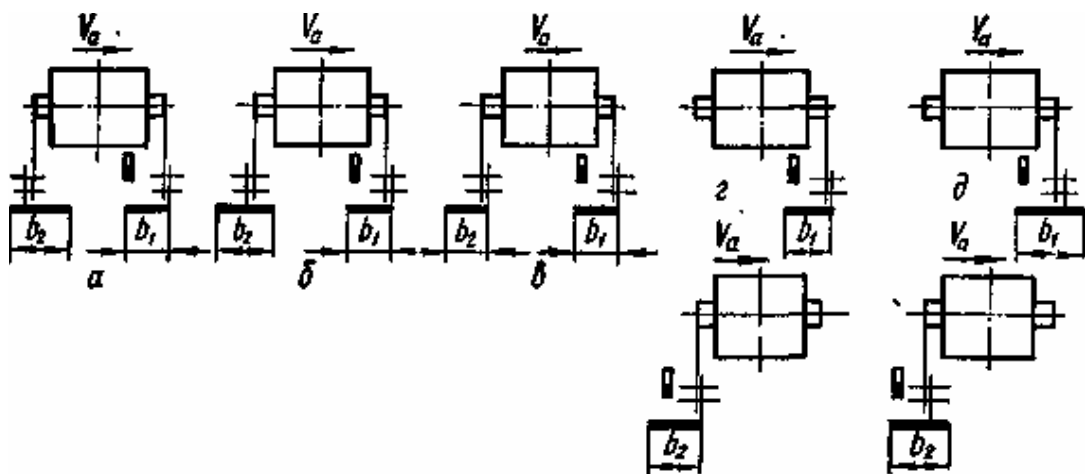 Va Va Va Va Va
г д
b2 b1 b2 b1 b2 b1 b1 b1
а б в
Va Va
b2 b2